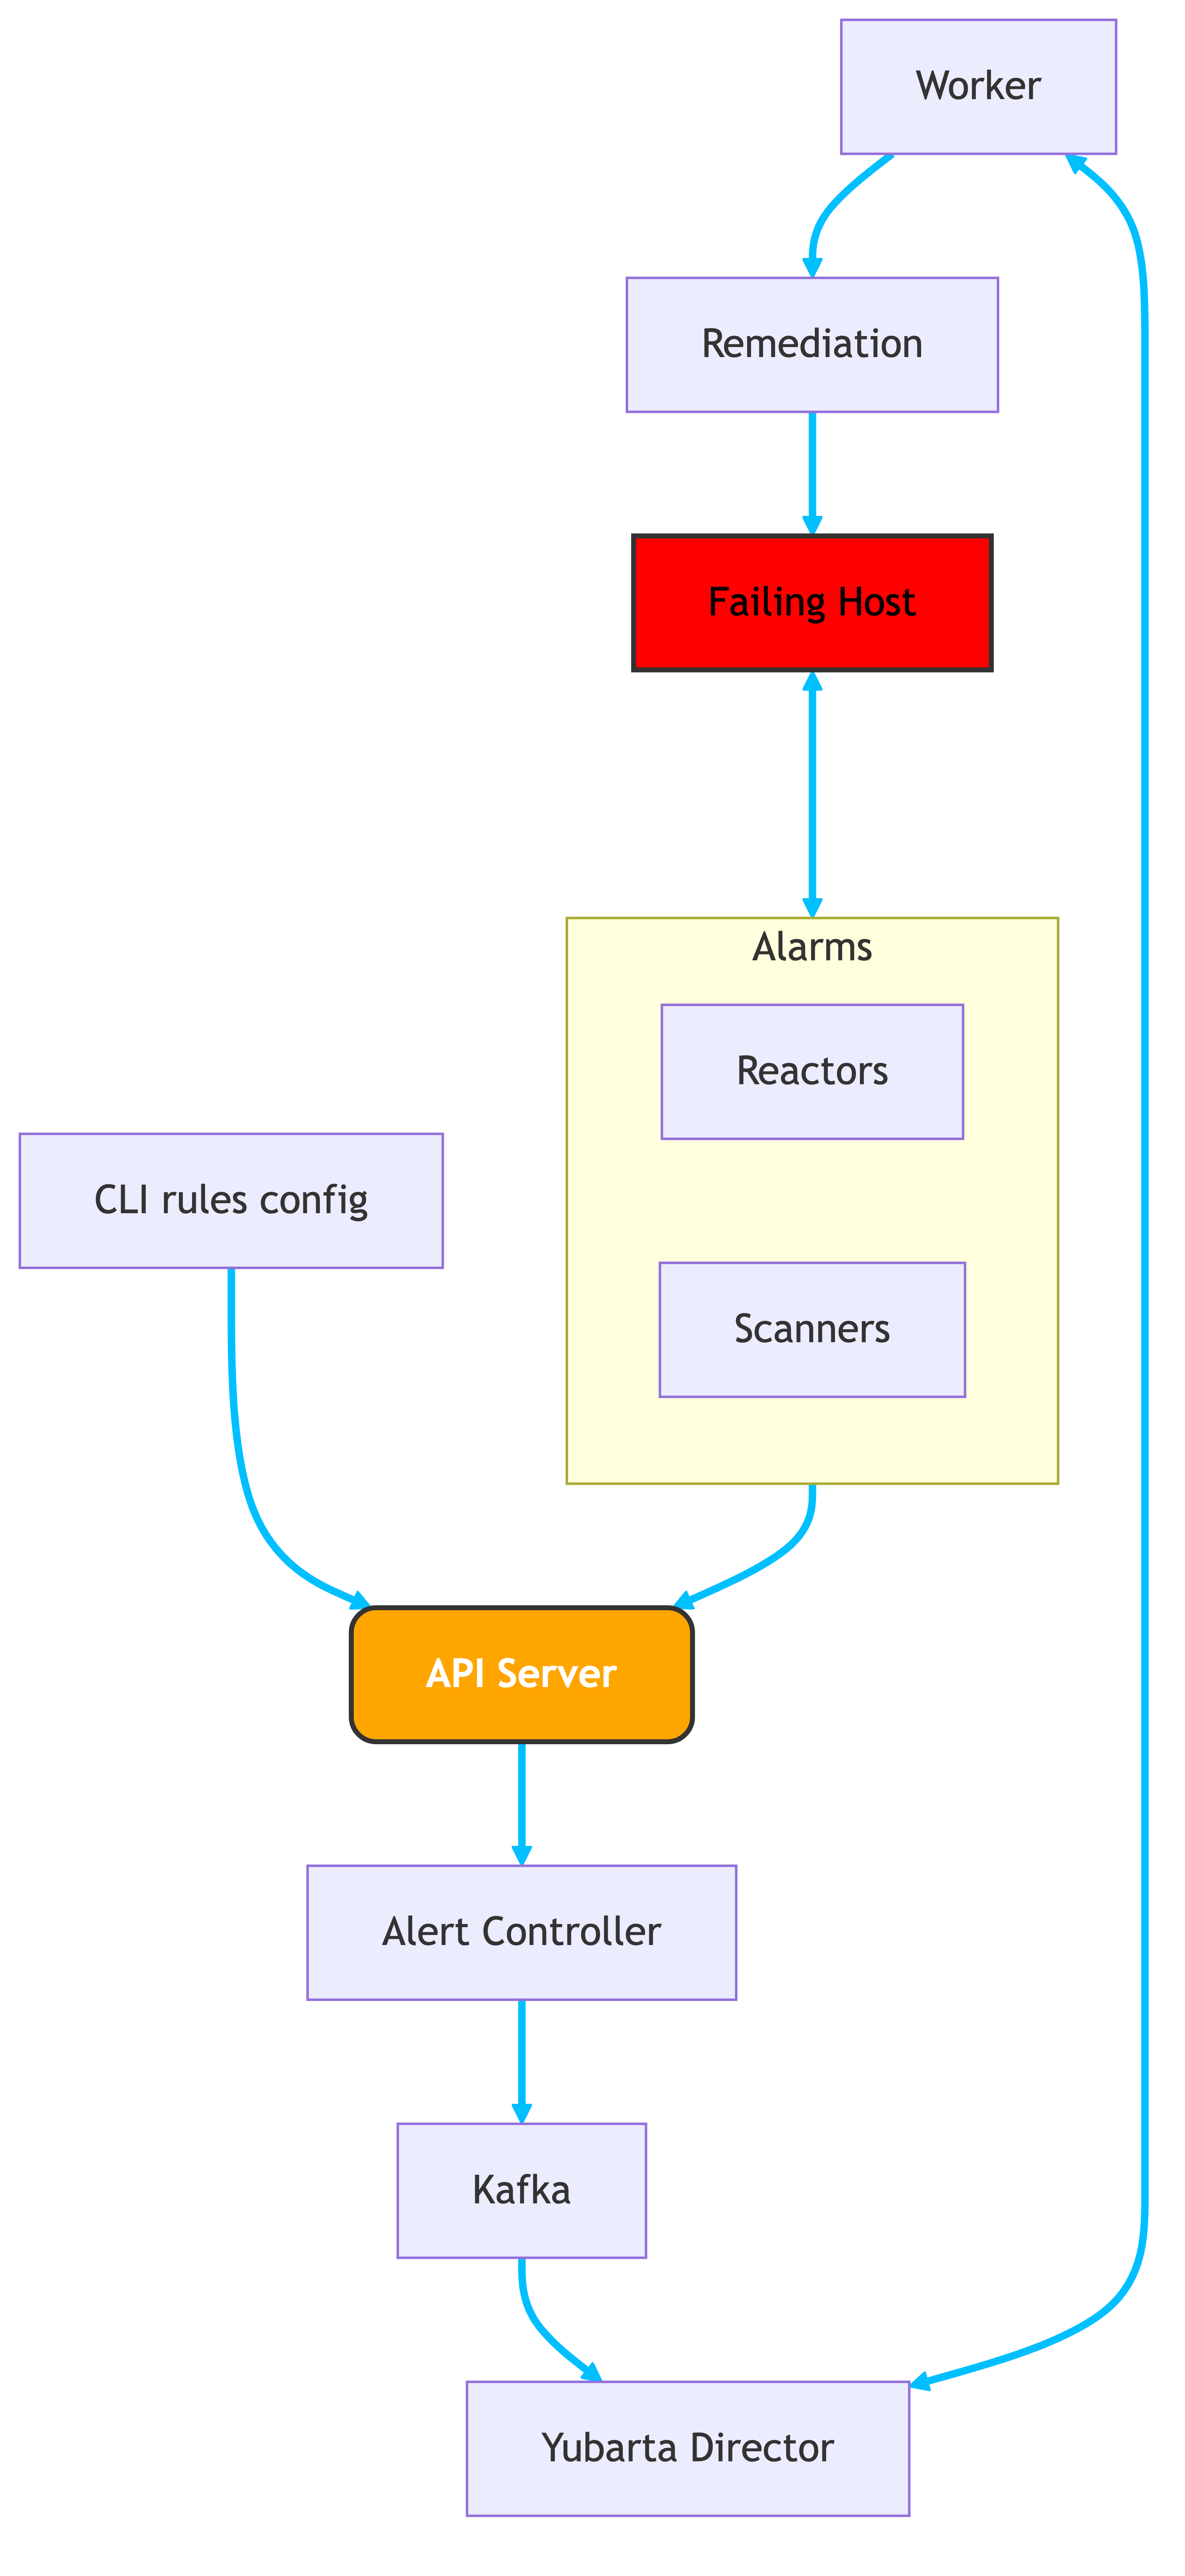 Worker
Remediation
Failing Host
Alarms
Reactors
CLI rules config
Scanners
API Server
Alert Controller
Kafka
Yubarta Director